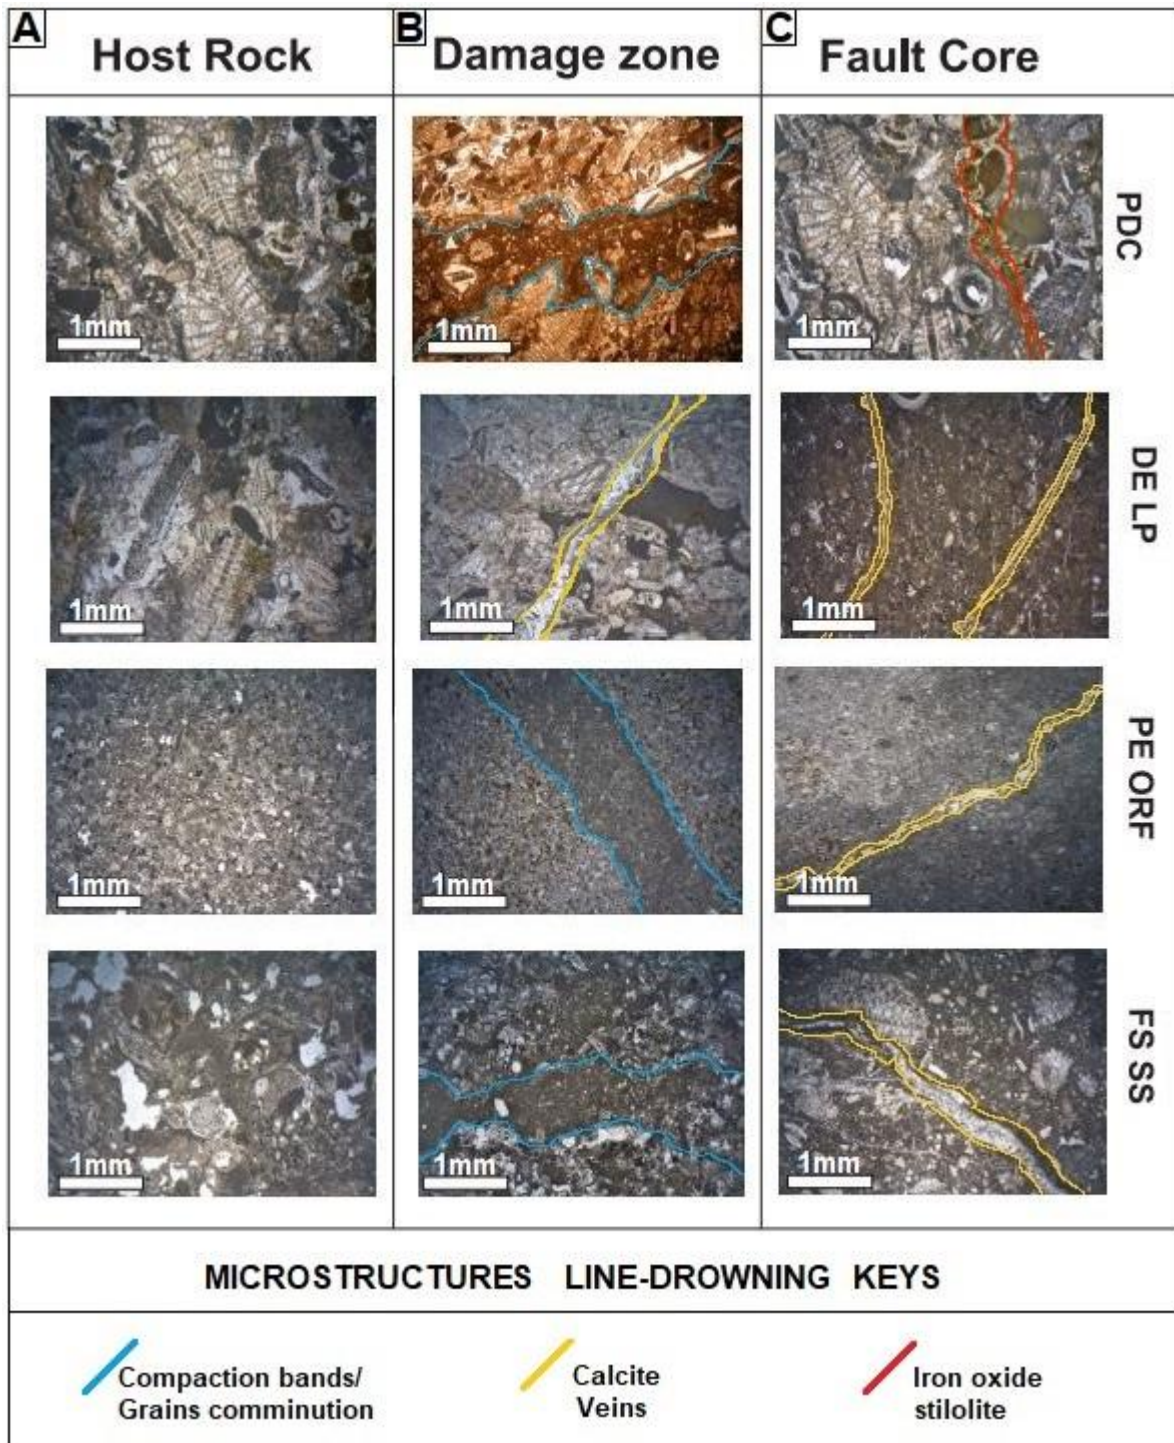 A Host Rock
B Damage zone
C Fault Core
1mm
1mm
1mm
PDC
1mm
1mm
1mm
DE LP
1mm
1mm
1mm
PE ORF
1mm
1mm
1mm
FS SS
MICROSTRUCTURES LINE-DROWNING KEYS
Compaction bands/
Grains comminution
Calcite
Veins
Iron oxide
stilolite